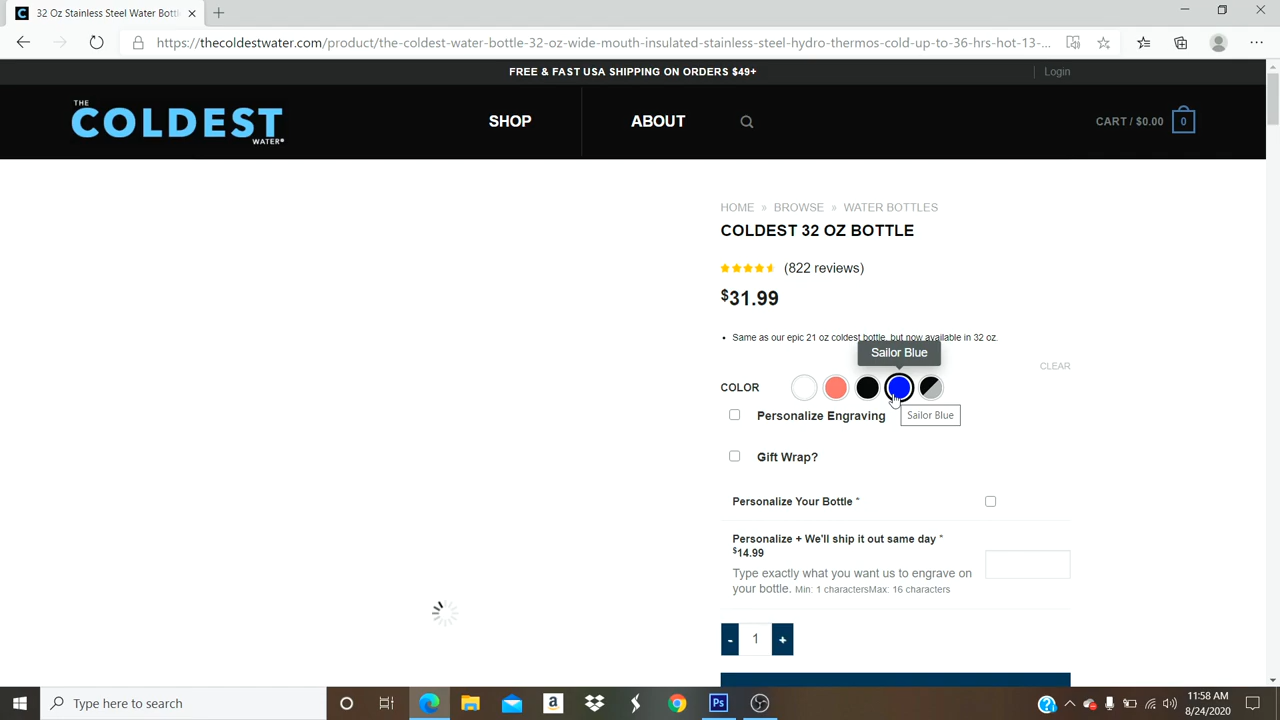 32 Oz Stainless Steel Water Bottl
https://thecoldestwater.com/product/the-coldest-water-bottle-32-oz-wide-mouth-insulated-stainless-steel-hydro-thermos-cold-up-to-36-hrs-hot-13-...
FREE & FAST USA SHIPPING ON ORDERS $49+
Login
THE
COLDEST
WATER®
SHOP
ABOUT
CART / $0.00
0
HOME » BROWSE » WATER BOTTLES
COLDEST 32 OZ BOTTLE
(822 reviews)
$31.99
• Same as our epic 21 oz coldest bottle, but now available in 32 oz.
Sailor Blue
CLEAR
COLOR
Personalize Engraving
Sailor Blue
Gift Wrap?
Personalize Your Bottle *
Personalize + We'll ship it out same day *
$14.99
Type exactly what you want us to engrave on
your bottle. Min: 1 charactersMax: 16 characters
- 1 +
Type here to search
Ps
11:58 AM
8/24/2020